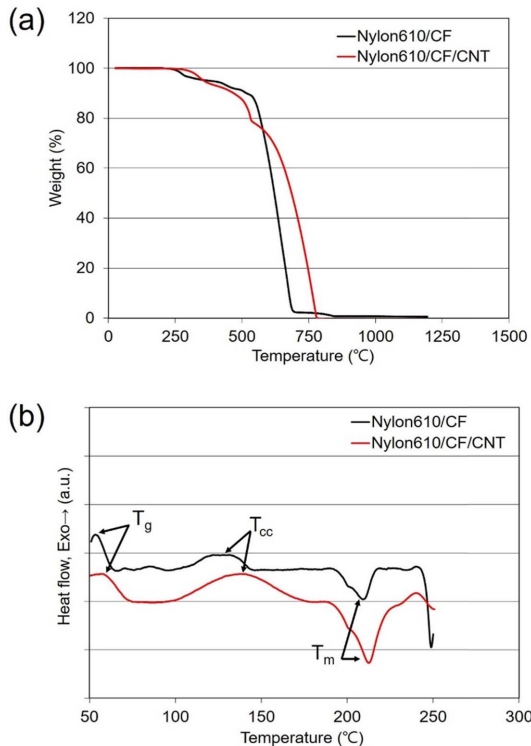 (a)
120
100
80
60
40
20
0
Weight (%)
Nylon610/CF
Nylon610/CF/CNT
0 250 500 750 1000 1250 1500
Temperature (℃)
(b)
Heat flow, Exo→ (a.u.)
Nylon610/CF
Nylon610/CF/CNT
Tg
Tcc
Tm
50 100 150 200 250 300
Temperature (℃)